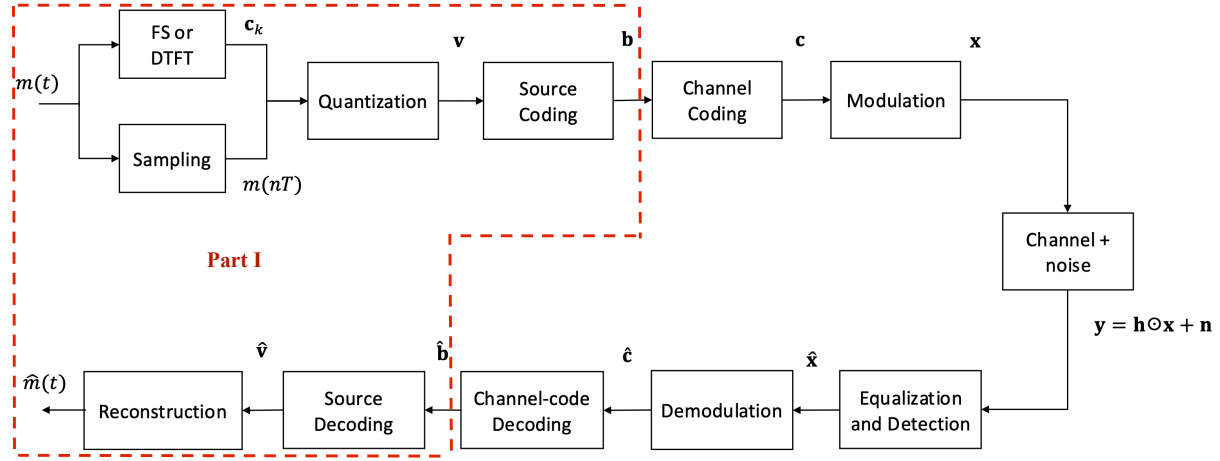 FS or
DTFT
𝐜ₖ
m(t)
Sampling
m(nT)
Quantization
𝐯
Source
Coding
𝐛
Channel
Coding
𝐜
Modulation
𝐱
Channel +
noise
𝐲 = 𝐡⊙𝐱 + 𝐧
Part I
Equalization
and Detection
x̂
Demodulation
ĉ
Channel-code
Decoding
b̂
Source
Decoding
v̂
Reconstruction
m̂(t)